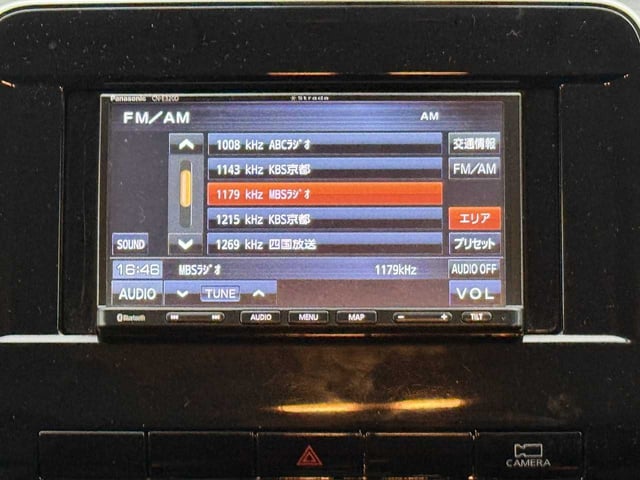 Panasonic CN-E320D Strada
FM/AM AM
1008 kHz ABCラジオ 交通情報
1143 kHz KBS京都 FM/AM
1179 kHz MBSラジオ
1215 kHz KBS京都 エリア
SOUND 1269 kHz 四国放送 プリセット
16:46 MBSラジオ 1179kHz AUDIO OFF
AUDIO TUNE VOL
Bluetooth AUDIO MENU MAP − + TILT
CAMERA